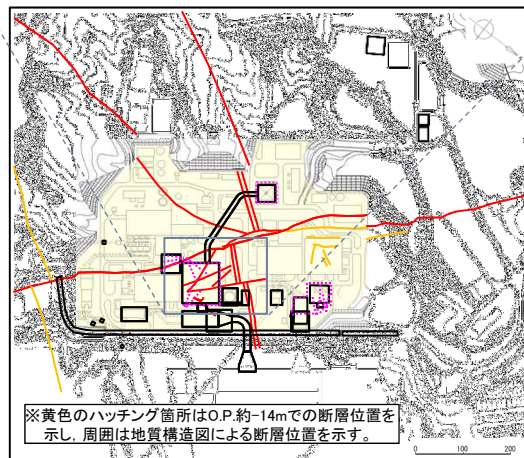 ※黄色のハッチング箇所はO.P.約-14mでの断層位置を
示し，周囲は地質構造図による断層位置を示す。
0 100 200